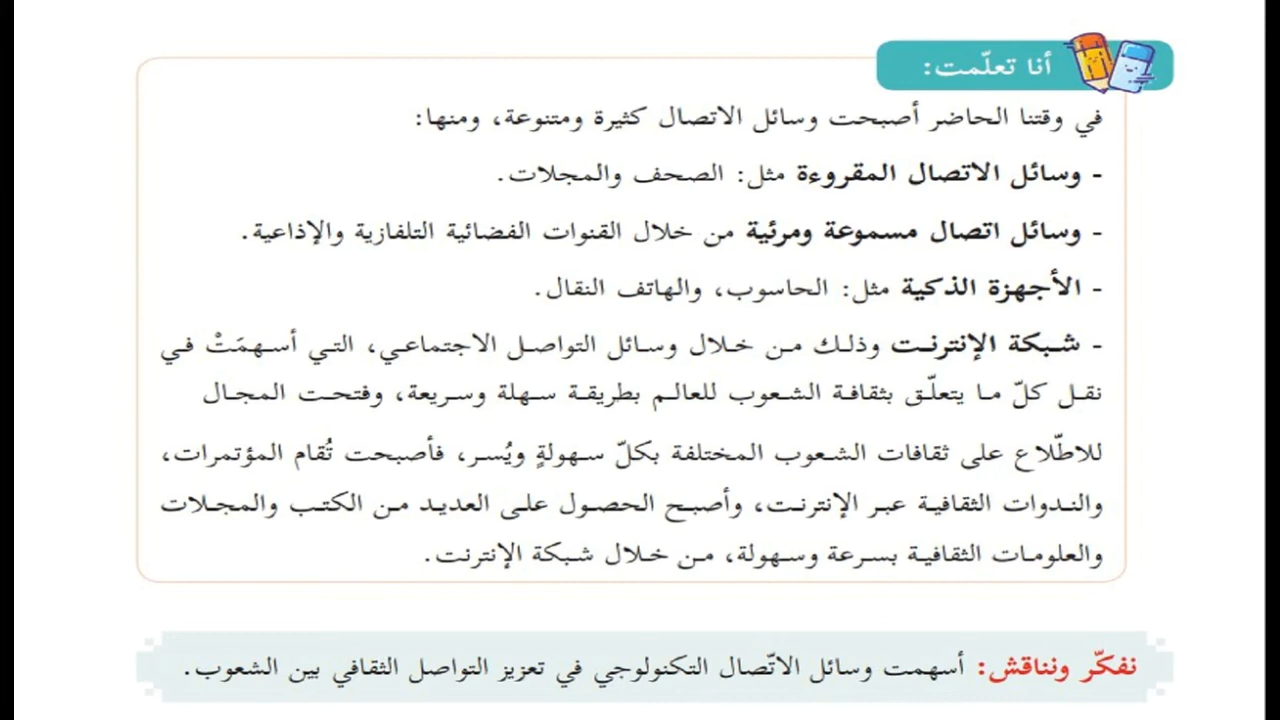 أنا تعلّمت:
في وقتنا الحاضر أصبحت وسائل الاتصال كثيرة ومتنوعة، ومنها:
- وسائل الاتصال المقروءة مثل: الصحف والمجلات.
- وسائل اتصال مسموعة ومرئية من خلال القنوات الفضائية التلفازية والإذاعية.
- الأجهزة الذكية مثل: الحاسوب، والهاتف النقال.
- شبكة الإنترنت وذلك من خلال وسائل التواصل الاجتماعي، التي أسهمَتْ في
نقل كلّ ما يتعلّق بثقافة الشعوب للعالم بطريقة سهلة وسريعة، وفتحت المجال
للاطّلاع على ثقافات الشعوب المختلفة بكلّ سهولةٍ ويُسر، فأصبحت تُقام المؤتمرات،
والندوات الثقافية عبر الإنترنت، وأصبح الحصول على العديد من الكتب والمجلات
والعلومات الثقافية بسرعة وسهولة، من خلال شبكة الإنترنت.
نفكّر ونناقش: أسهمت وسائل الاتّصال التكنولوجي في تعزيز التواصل الثقافي بين الشعوب.